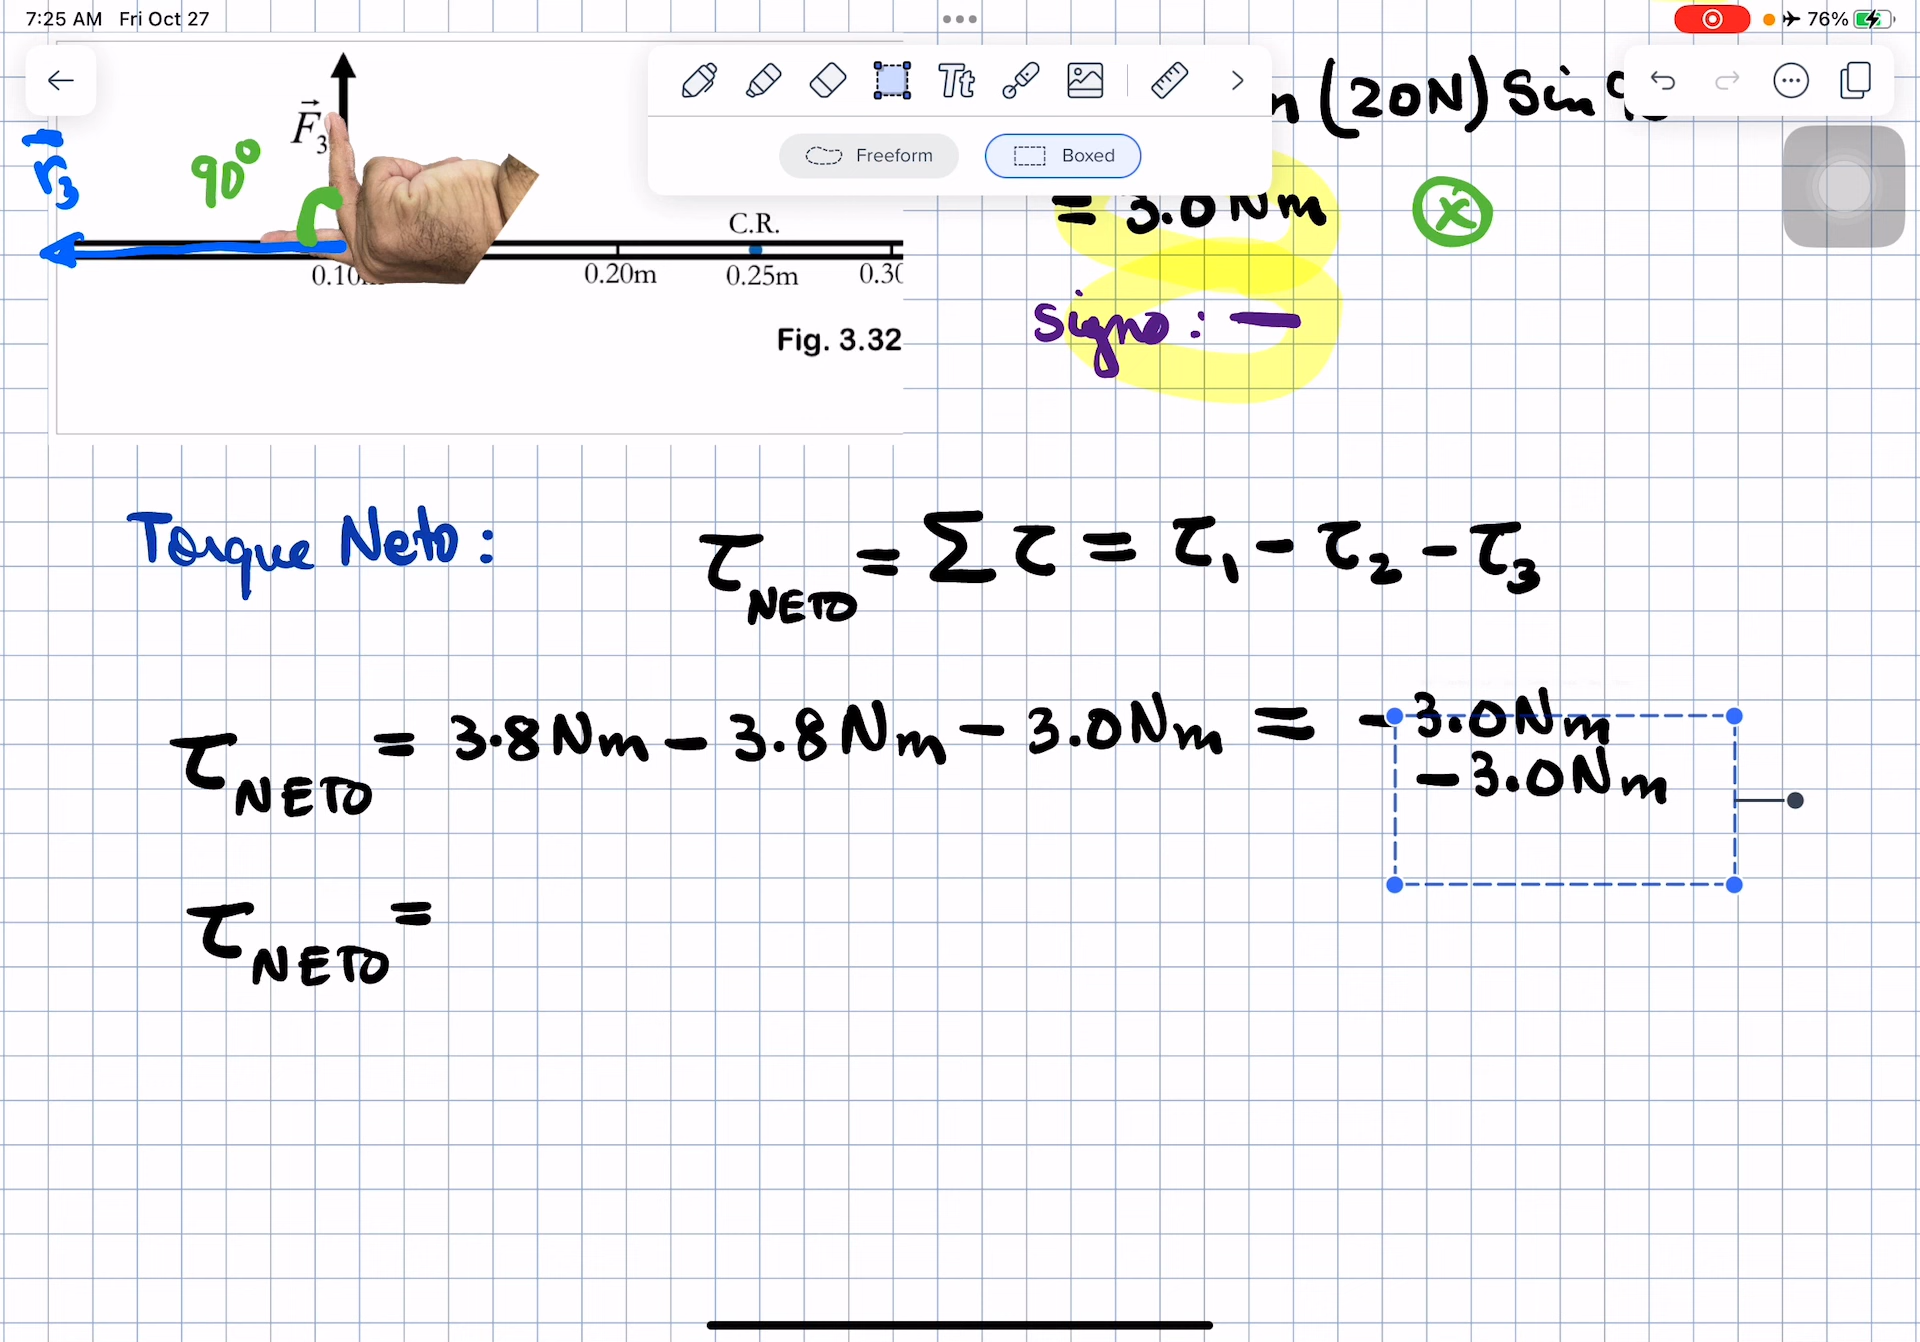 7:25 AM Fri Oct 27
76%
Tt
Freeform Boxed
(20N) Sin
= 3.0 Nm
x
signo: −
F⃗3
90°
r3
C.R.
0.20m 0.25m
Fig. 3.32
Torque Neto: τNETO = Σ τ = τ1 − τ2 − τ3
τNETO = 3.8Nm − 3.8Nm − 3.0Nm = −3.0Nm
−3.0Nm
τNETO =